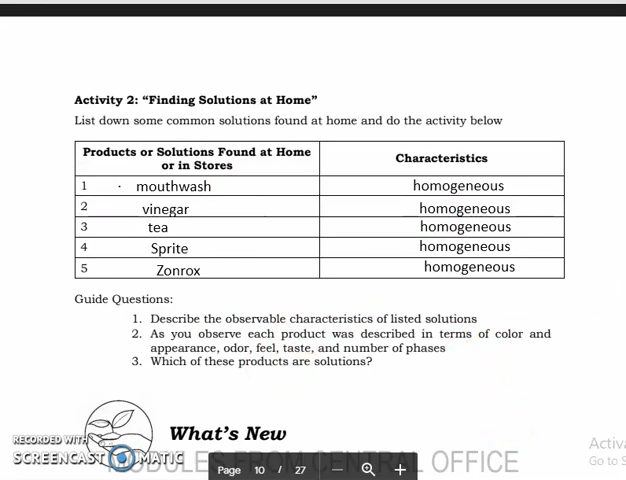 Activity 2: “Finding Solutions at Home”
List down some common solutions found at home and do the activity below
Products or Solutions Found at Home
or in Stores
Characteristics
1 · mouthwash homogeneous
2 vinegar homogeneous
3 tea homogeneous
4 Sprite homogeneous
5 Zonrox homogeneous
Guide Questions:
1. Describe the observable characteristics of listed solutions
2. As you observe each product was described in terms of color and
appearance, odor, feel, taste, and number of phases
3. Which of these products are solutions?
What’s New
RECORDED WITH
SCREENCAST MATIC
MODULES FROM CENTRAL OFFICE
Page 10 / 27 — +
Activa
Go to S